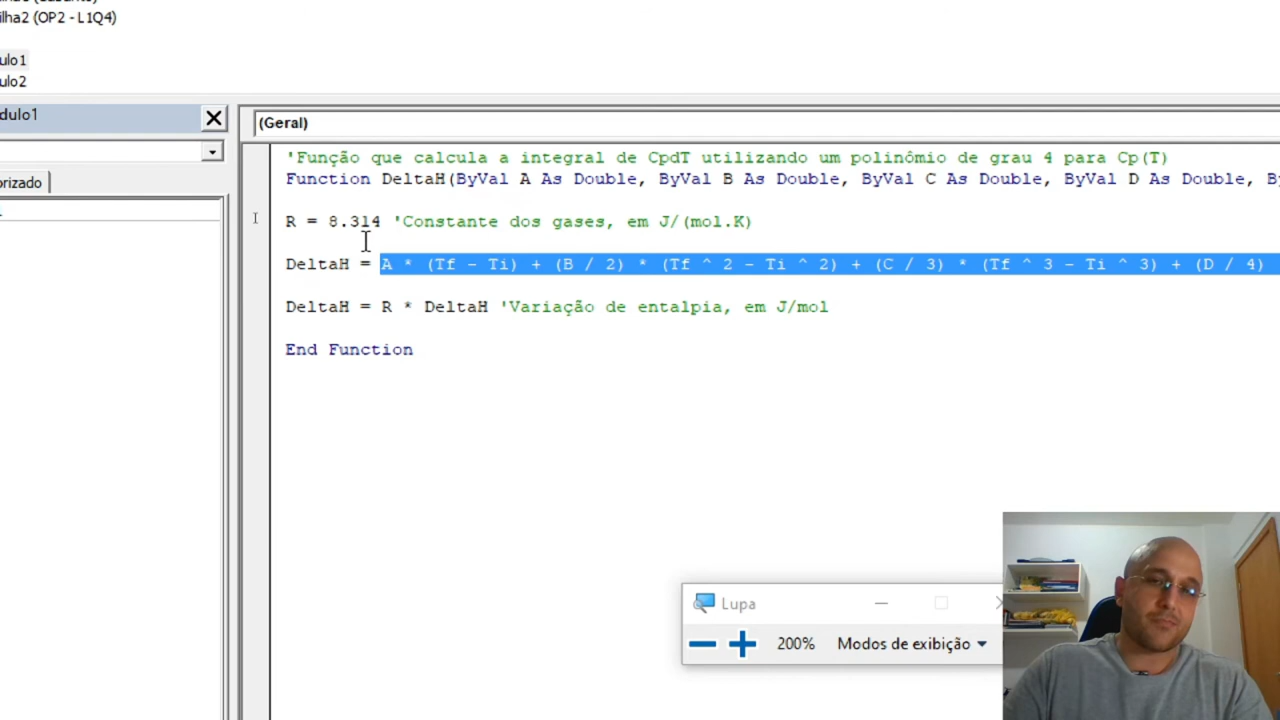 ilha2 (OP2 - L1Q4)
ulo1
ulo2
dulo1
(Geral)
orizado
'Função que calcula a integral de CpdT utilizando um polinômio de grau 4 para Cp(T)
Function DeltaH(ByVal A As Double, ByVal B As Double, ByVal C As Double, ByVal D As Double, By
R = 8.314 'Constante dos gases, em J/(mol.K)
DeltaH = A * (Tf - Ti) + (B / 2) * (Tf ^ 2 - Ti ^ 2) + (C / 3) * (Tf ^ 3 - Ti ^ 3) + (D / 4)
DeltaH = R * DeltaH 'Variação de entalpia, em J/mol
End Function
Lupa
200% Modos de exibição